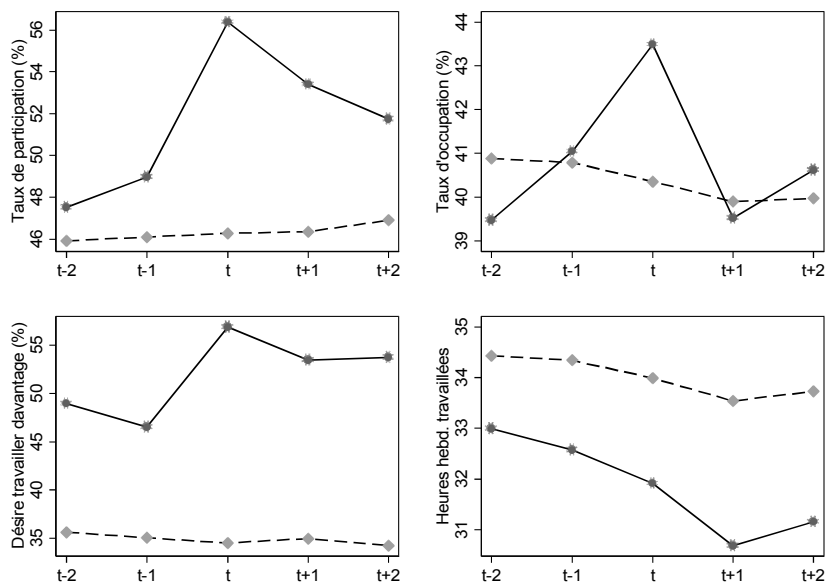 Taux de participation (%)
56
54
52
50
48
46
t-2 t-1 t t+1 t+2
Taux d'occupation (%)
44
43
42
41
40
39
t-2 t-1 t t+1 t+2
Désire travailler davantage (%)
55
50
45
40
35
t-2 t-1 t t+1 t+2
Heures hebd. travaillées
35
34
33
32
31
t-2 t-1 t t+1 t+2